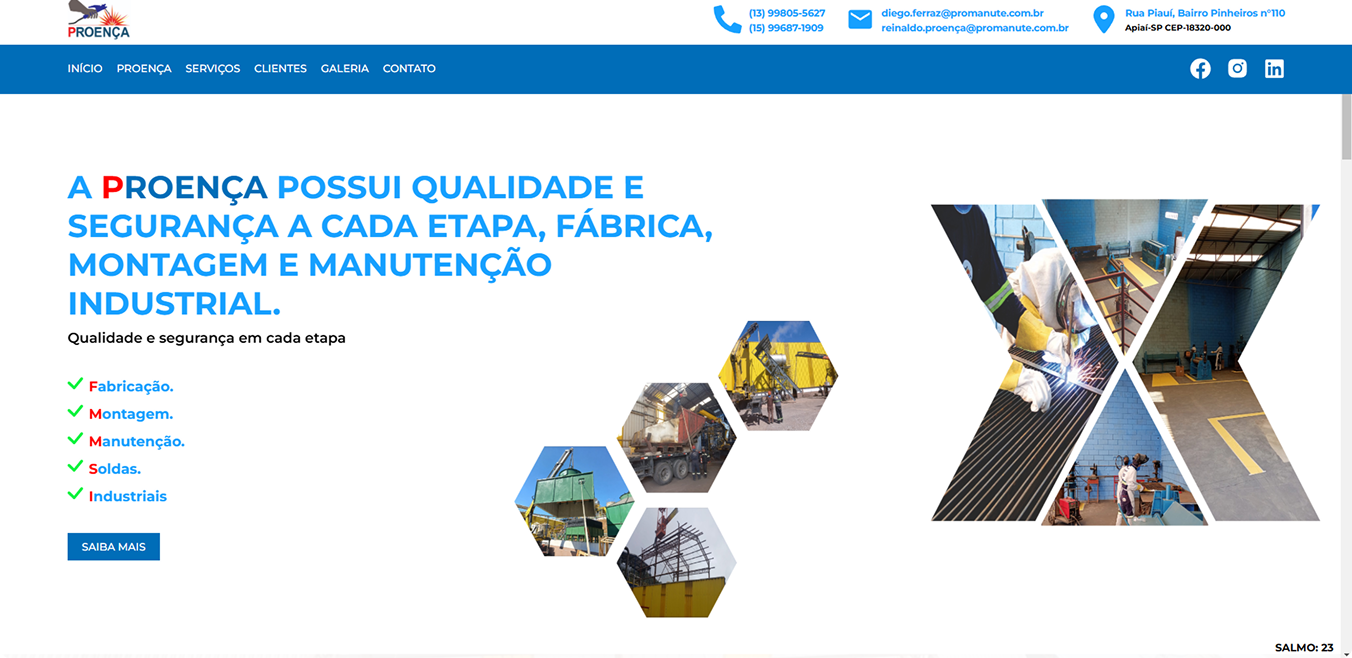 PROENÇA
(13) 99805-5627
(15) 99687-1909
diego.ferraz@promanute.com.br
reinaldo.proença@promanute.com.br
Rua Piauí, Bairro Pinheiros n°110
Apiaí-SP CEP-18320-000
INÍCIO PROENÇA SERVIÇOS CLIENTES GALERIA CONTATO
A PROENÇA POSSUI QUALIDADE E
SEGURANÇA A CADA ETAPA, FÁBRICA,
MONTAGEM E MANUTENÇÃO
INDUSTRIAL.
Qualidade e segurança em cada etapa
Fabricação.
Montagem.
Manutenção.
Soldas.
Industriais
SAIBA MAIS
SALMO: 23